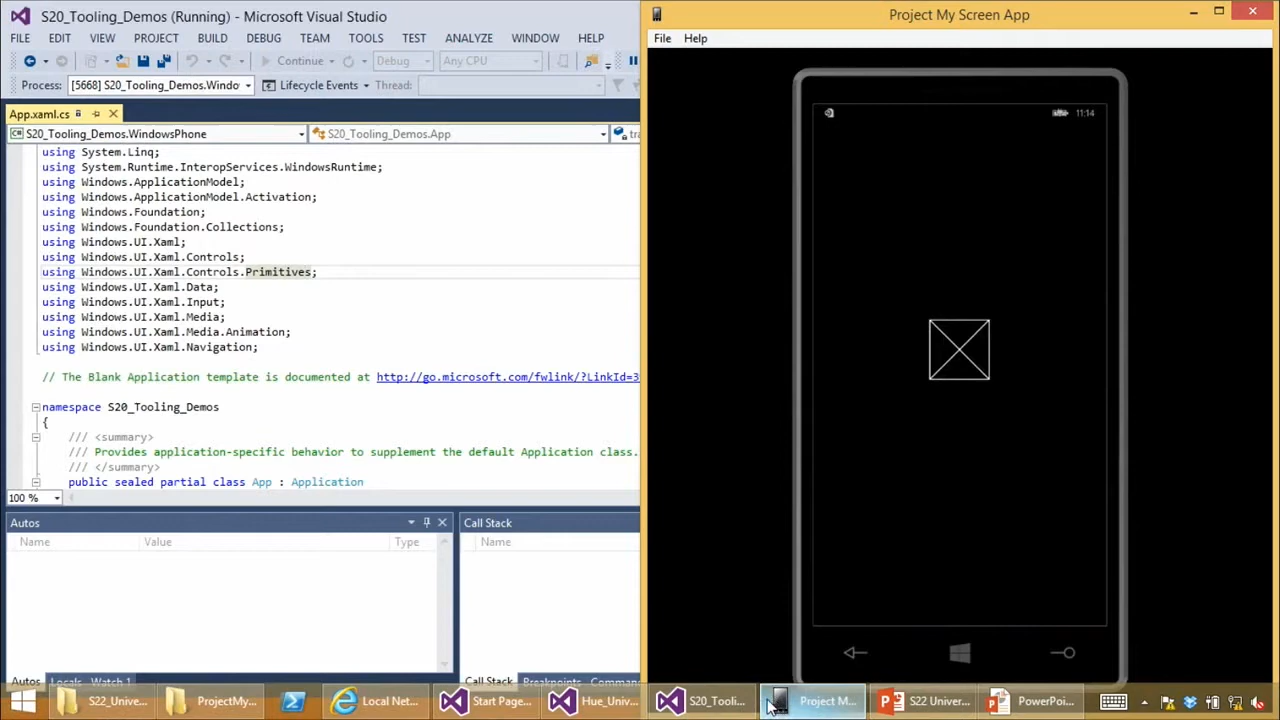 S20_Tooling_Demos (Running) - Microsoft Visual Studio
FILE EDIT VIEW PROJECT BUILD DEBUG TEAM TOOLS TEST ANALYZE WINDOW HELP
Continue Debug Any CPU
Process: [5668] S20_Tooling_Demos.Windo Lifecycle Events Thread:
App.xaml.cs
S20_Tooling_Demos.WindowsPhone S20_Tooling_Demos.App
using System.Linq;
using System.Runtime.InteropServices.WindowsRuntime;
using Windows.ApplicationModel;
using Windows.ApplicationModel.Activation;
using Windows.Foundation;
using Windows.Foundation.Collections;
using Windows.UI.Xaml;
using Windows.UI.Xaml.Controls;
using Windows.UI.Xaml.Controls.Primitives;
using Windows.UI.Xaml.Data;
using Windows.UI.Xaml.Input;
using Windows.UI.Xaml.Media;
using Windows.UI.Xaml.Media.Animation;
using Windows.UI.Xaml.Navigation;
// The Blank Application template is documented at http://go.microsoft.com/fwlink/?LinkId=3
namespace S20_Tooling_Demos
{
/// <summary>
/// Provides application-specific behavior to supplement the default Application class.
/// </summary>
public sealed partial class App : Application
100 %
Autos
Name Value Type
Autos Locals Watch 1
Call Stack
Name
Call Stack Breakpoints Comman
Project My Screen App
File Help
11:14
S22_Unive... ProjectMy... Local Net... Start Page... Hue_Univ... S20_Tooli... Project M... S22 Univer... PowerPoi...